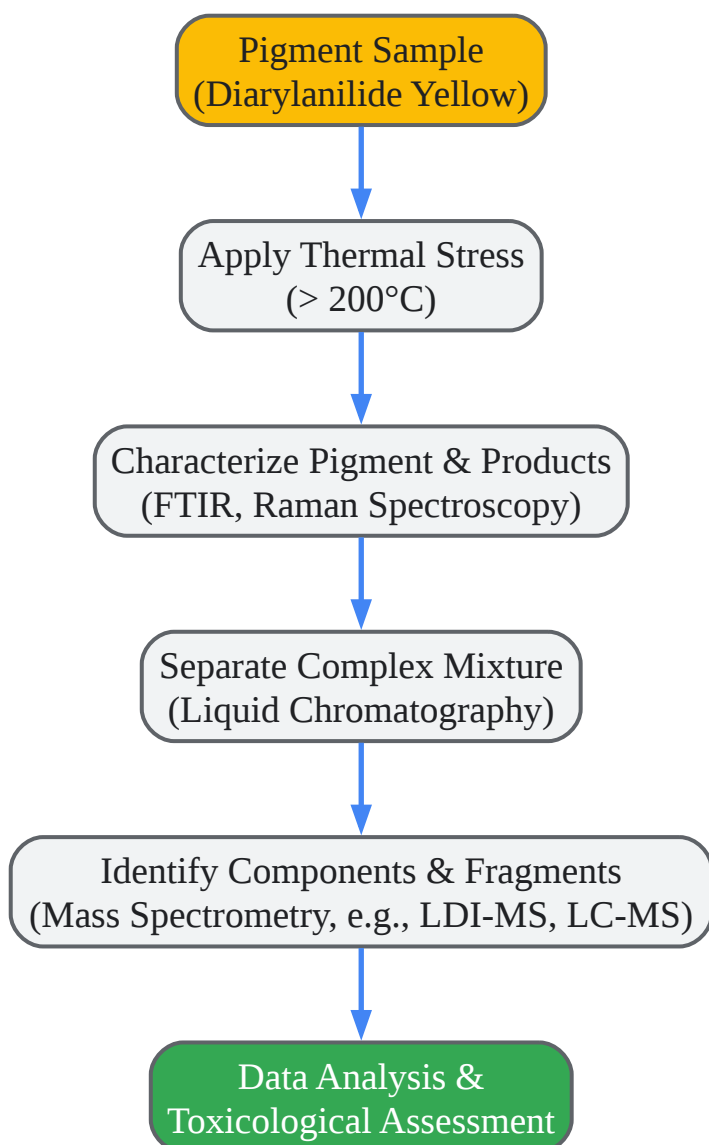 Pigment Sample
(Diarylanilide Yellow)
Apply Thermal Stress
(> 200°C)
Characterize Pigment & Products
(FTIR, Raman Spectroscopy)
Separate Complex Mixture
(Liquid Chromatography)
Identify Components & Fragments
(Mass Spectrometry, e.g., LDI-MS, LC-MS)
Data Analysis &
Toxicological Assessment